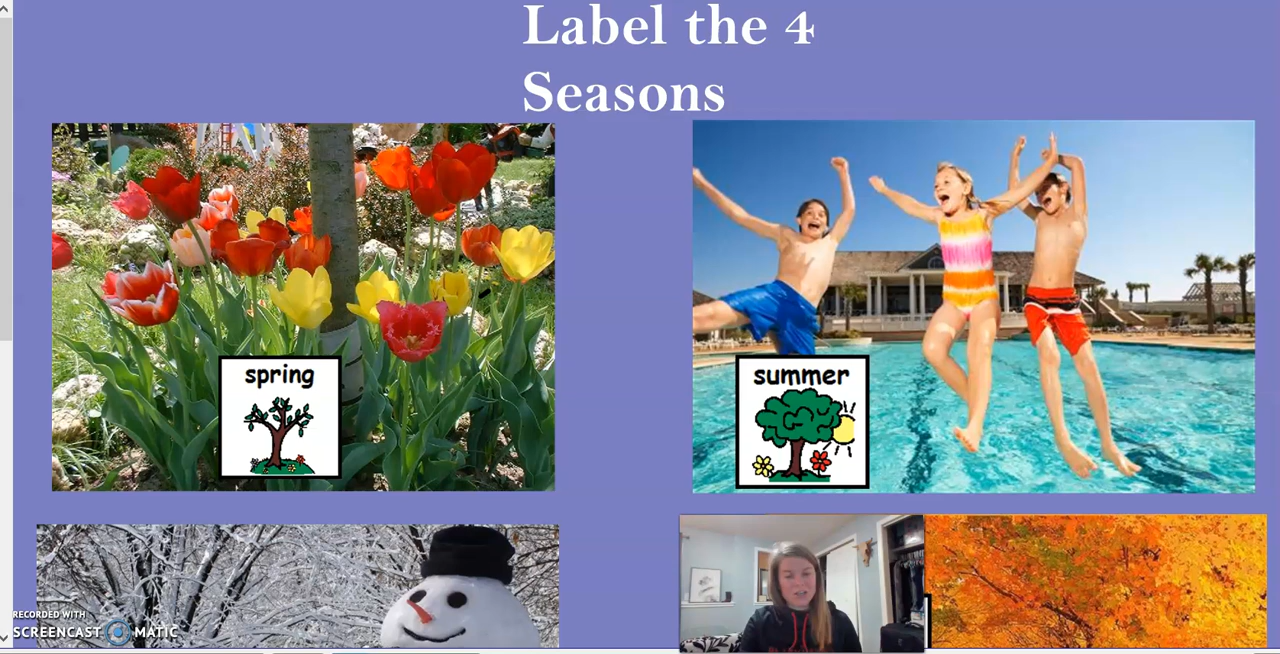 Label the 4
Seasons
spring
summer
RECORDED WITH
SCREENCAST MATIC